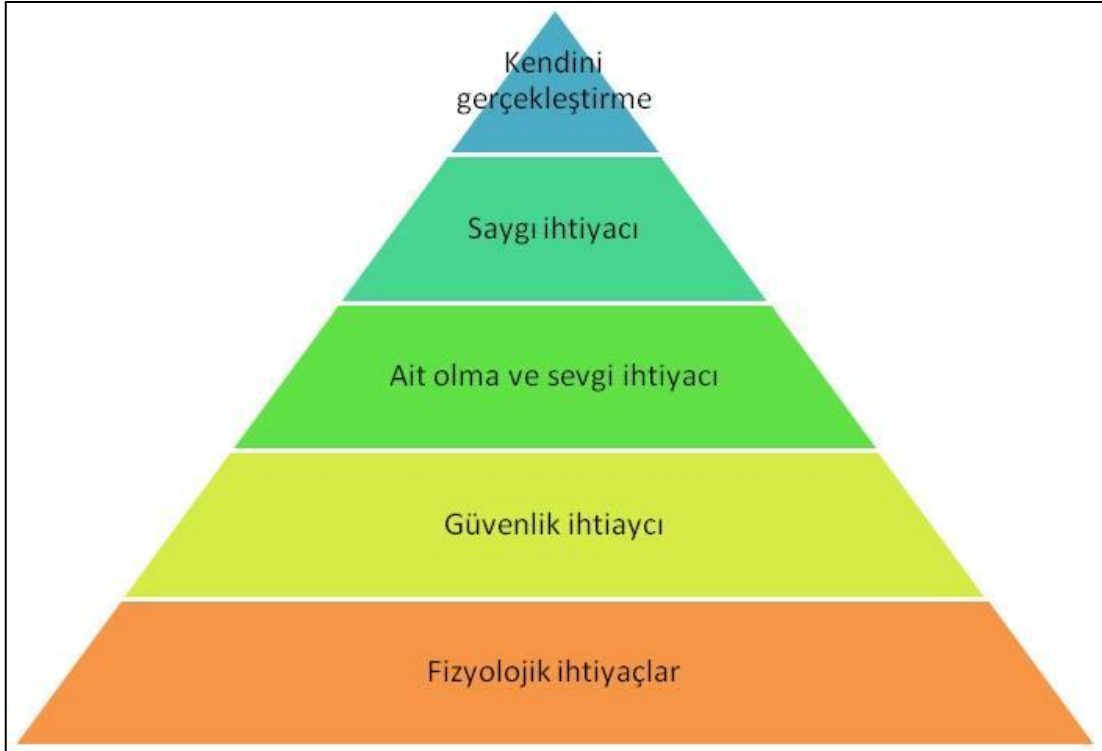 Kendini
gerçekleştirme
Saygı ihtiyacı
Ait olma ve sevgi ihtiyacı
Güvenlik ihtiaycı
Fizyolojik ihtiyaçlar